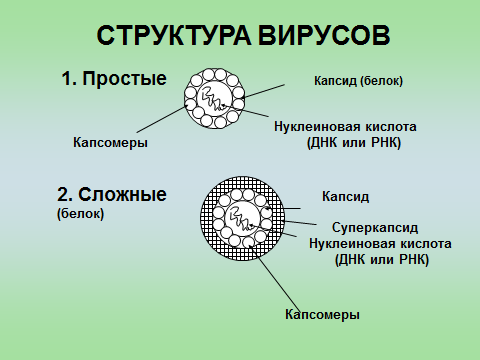 СТРУКТУРА ВИРУСОВ
1. Простые
Капсид (белок)
Нуклеиновая кислота
(ДНК или РНК)
Капсомеры
2. Сложные
(белок)
Капсид
Суперкапсид
Нуклеиновая кислота
(ДНК или РНК)
Капсомеры